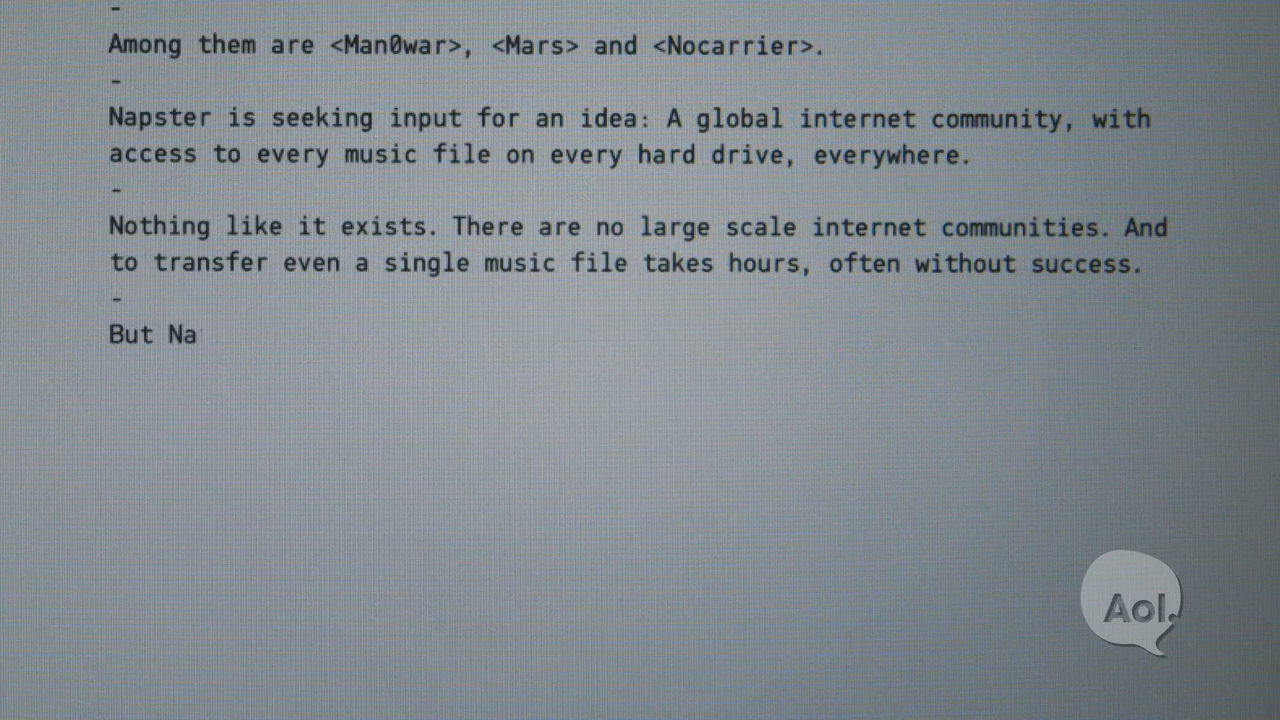 -
Among them are <Man0war>, <Mars> and <Nocarrier>.
-
Napster is seeking input for an idea: A global internet community, with
access to every music file on every hard drive, everywhere.
-
Nothing like it exists. There are no large scale internet communities. And
to transfer even a single music file takes hours, often without success.
-
But Na
Aol.